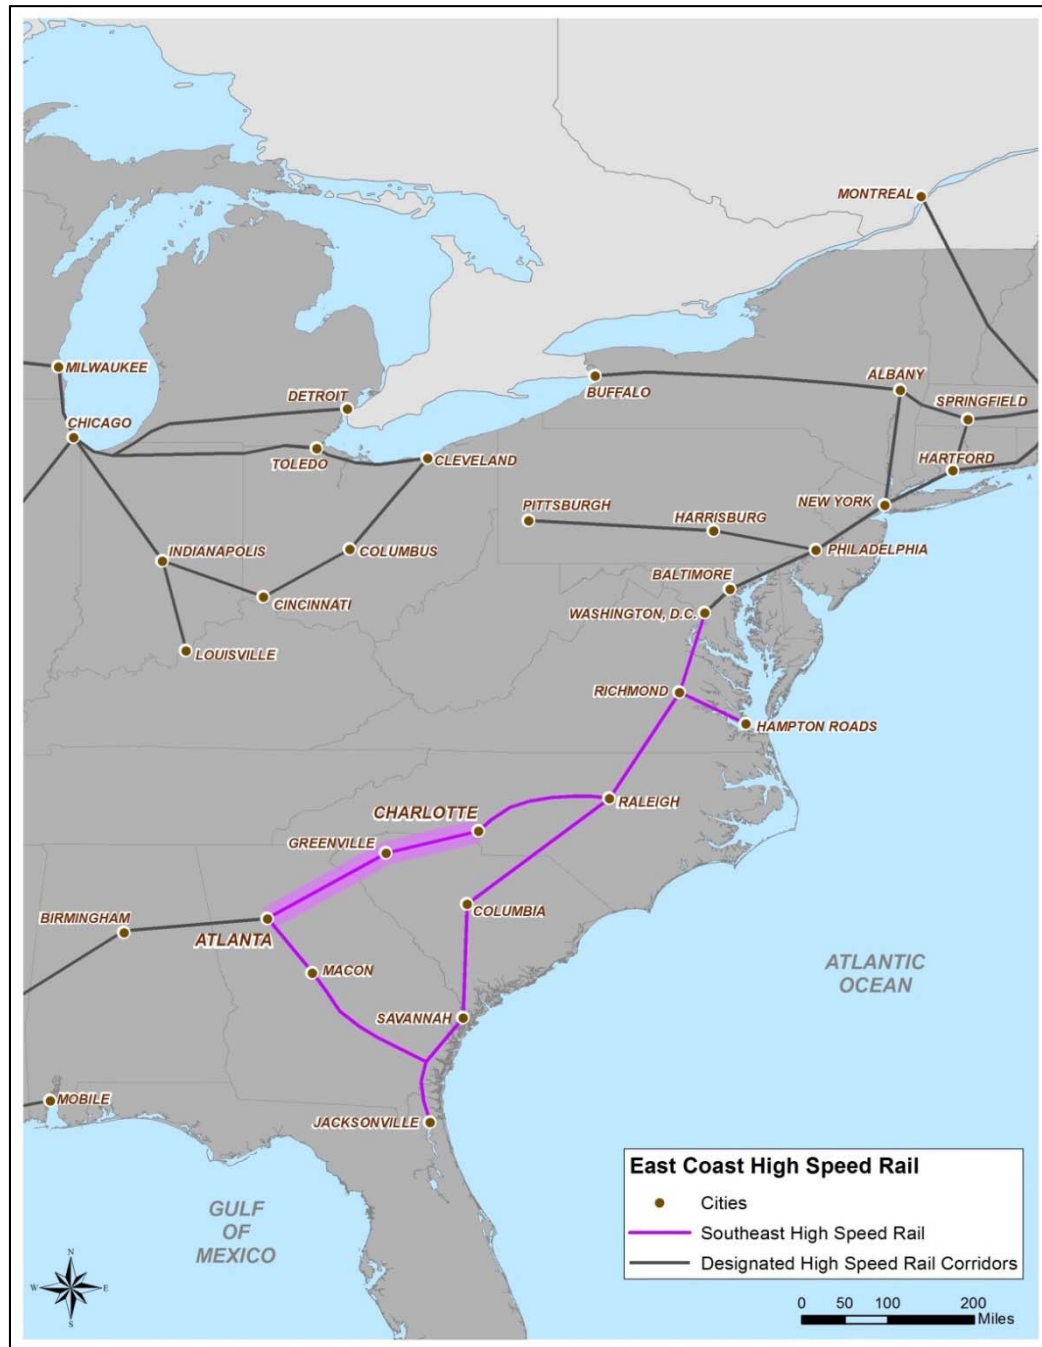 MONTREAL
MILWAUKEE
ALBANY
BUFFALO
DETROIT
SPRINGFIELD
CHICAGO
TOLEDO
CLEVELAND
HARTFORD
NEW YORK
PITTSBURGH
HARRISBURG
INDIANAPOLIS
COLUMBUS
PHILADELPHIA
BALTIMORE
CINCINNATI
WASHINGTON, D.C.
LOUISVILLE
RICHMOND
HAMPTON ROADS
RALEIGH
CHARLOTTE
GREENVILLE
COLUMBIA
BIRMINGHAM
ATLANTA
MACON
ATLANTIC
OCEAN
SAVANNAH
MOBILE
JACKSONVILLE
GULF
OF
MEXICO
N
W
E
S
East Coast High Speed Rail
Cities
Southeast High Speed Rail
Designated High Speed Rail Corridors
0 50 100 200
Miles